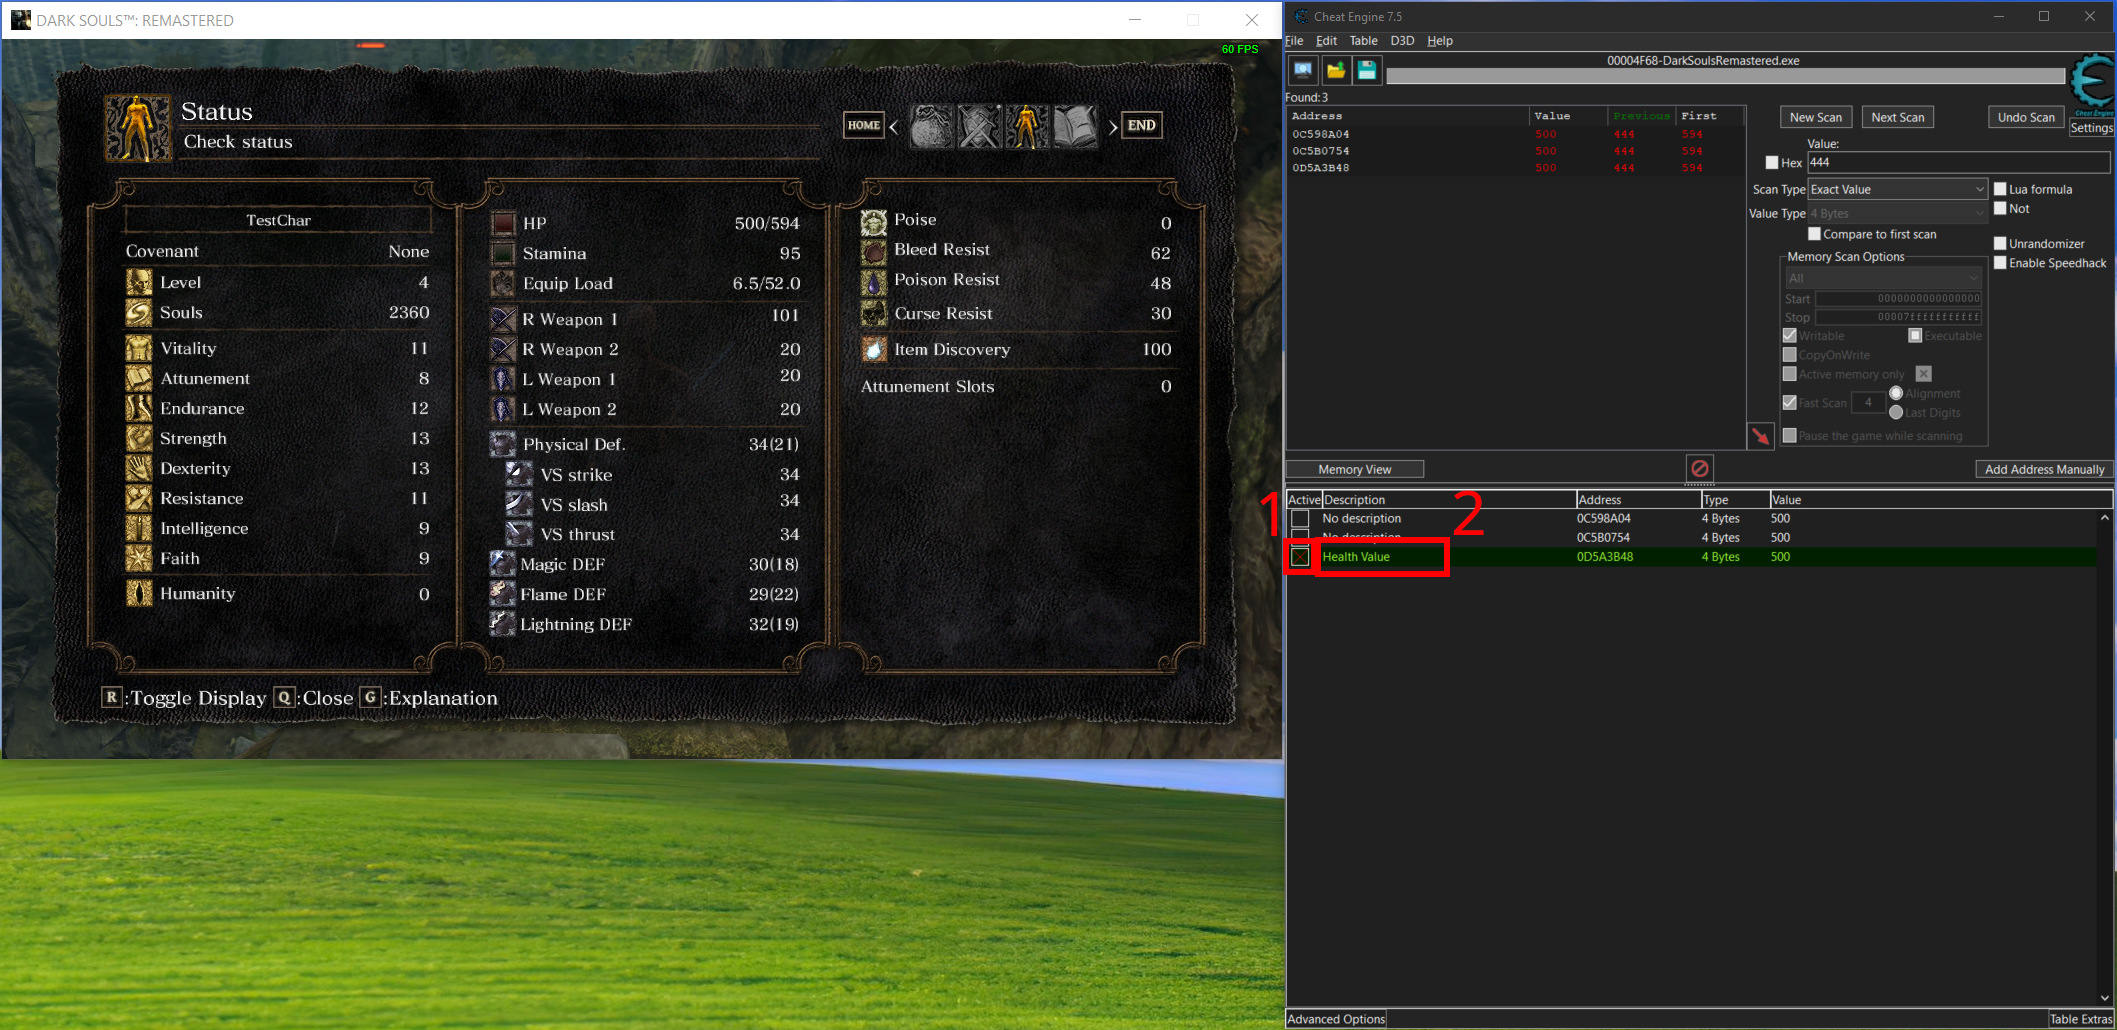 DARK SOULS™: REMASTERED
60 FPS
Status
Check status
HOME
END
TestChar
Covenant None
Level 4
Souls 2360
Vitality 11
Attunement 8
Endurance 12
Strength 13
Dexterity 13
Resistance 11
Intelligence 9
Faith 9
Humanity 0
HP 500/594
Stamina 95
Equip Load 6.5/52.0
R Weapon 1 101
R Weapon 2 20
L Weapon 1 20
L Weapon 2 20
Physical Def. 34(21)
VS strike 34
VS slash 34
VS thrust 34
Magic DEF 30(18)
Flame DEF 29(22)
Lightning DEF 32(19)
Poise 0
Bleed Resist 62
Poison Resist 48
Curse Resist 30
Item Discovery 100
Attunement Slots 0
R :Toggle Display Q :Close G :Explanation
Cheat Engine 7.5
File Edit Table D3D Help
00004F68-DarkSoulsRemastered.exe
Found:3
Address Value Previous First
0C598A04 500 444 594
0C5B0754 500 444 594
0D5A3B48 500 444 594
New Scan Next Scan Undo Scan
Cheat Engine
Settings
Value:
Hex 444
Scan Type Exact Value
Lua formula
Value Type 4 Bytes
Not
Compare to first scan
Unrandomizer
Enable Speedhack
Memory Scan Options
All
Start 0000000000000000
Stop 00007fffffffffff
Writable Executable
CopyOnWrite
Active memory only
Fast Scan 4 Alignment
Last Digits
Pause the game while scanning
Memory View
Add Address Manually
Active Description Address Type Value
No description 0C598A04 4 Bytes 500
No description 0C5B0754 4 Bytes 500
Health Value 0D5A3B48 4 Bytes 500
1
2
Advanced Options
Table Extras